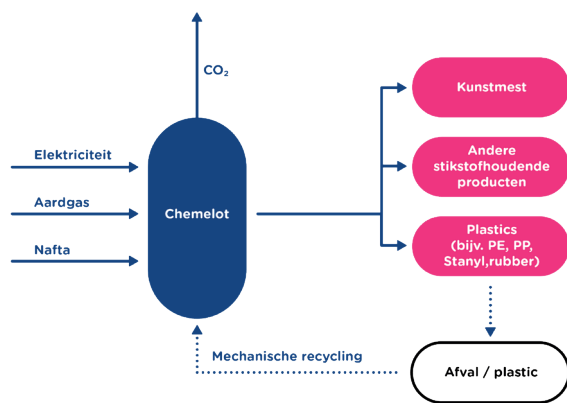 CO₂
Elektriciteit
Aardgas
Nafta
Chemelot
Kunstmest
Andere
stikstofhoudende
producten
Plastics
(bijv. PE, PP,
Stanyl,rubber)
Mechanische recycling
Afval / plastic